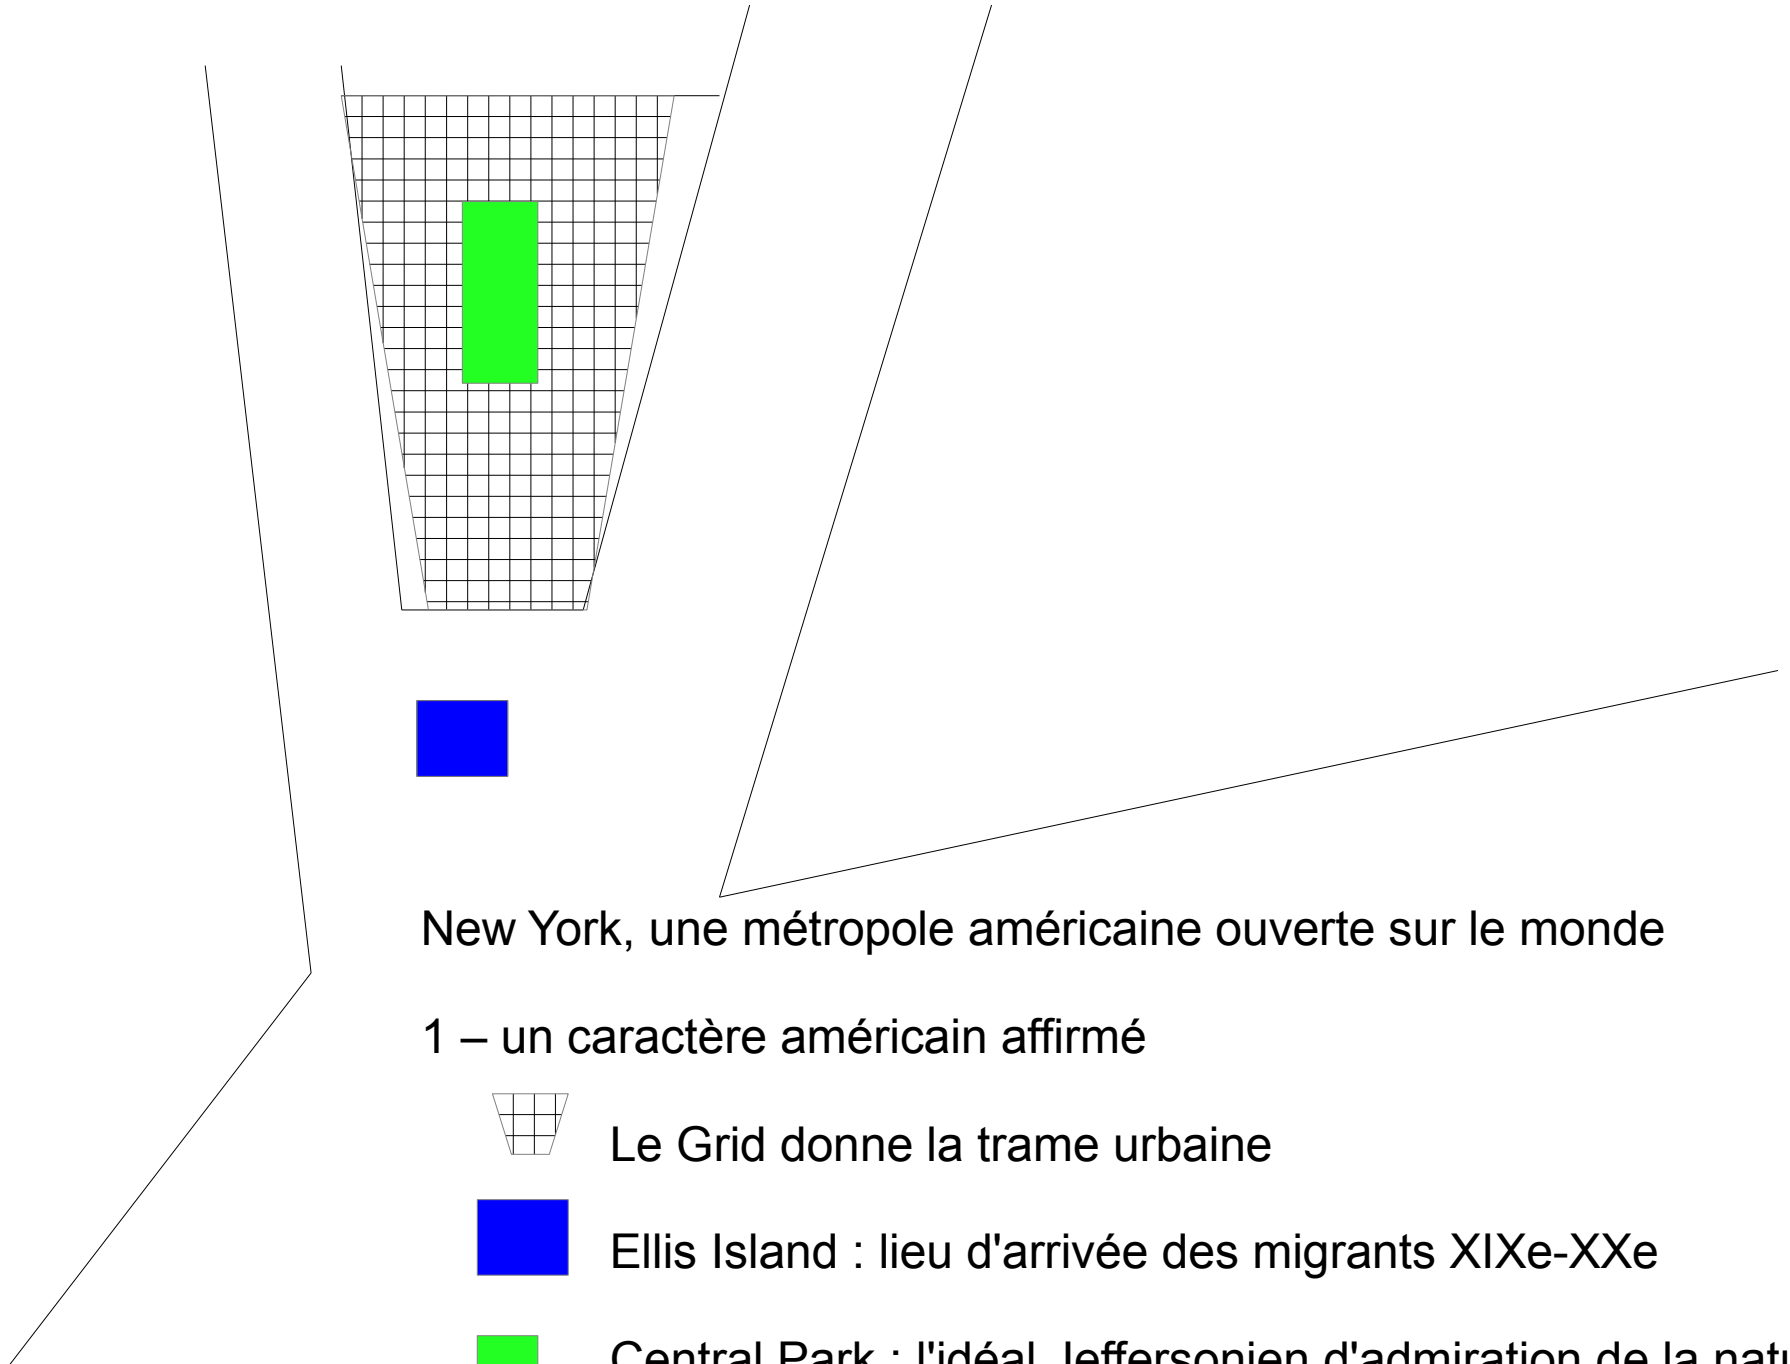 New York, une métropole américaine ouverte sur le monde
1 – un caractère américain affirmé
Le Grid donne la trame urbaine
Ellis Island : lieu d'arrivée des migrants XIXe-XXe
Central Park : l'idéal Jeffersonien d'admiration de la nat